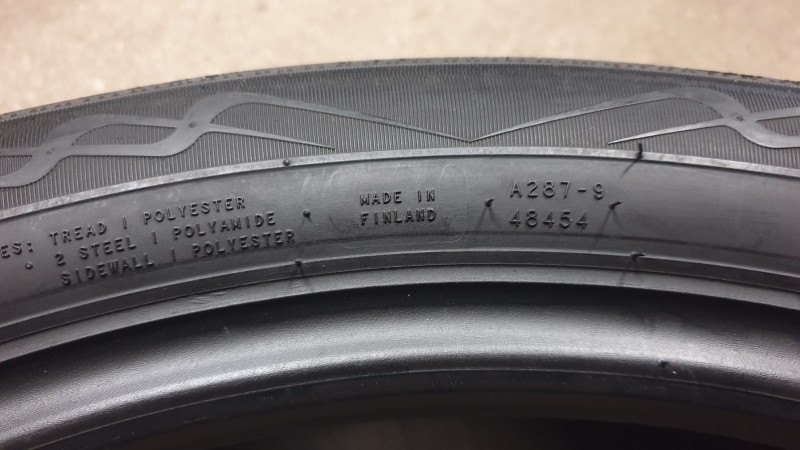 ES: TREAD 1 POLYESTER
2 STEEL 1 POLYAMIDE
SIDEWALL 1 POLYESTER
MADE IN
FINLAND
A287-9
48454